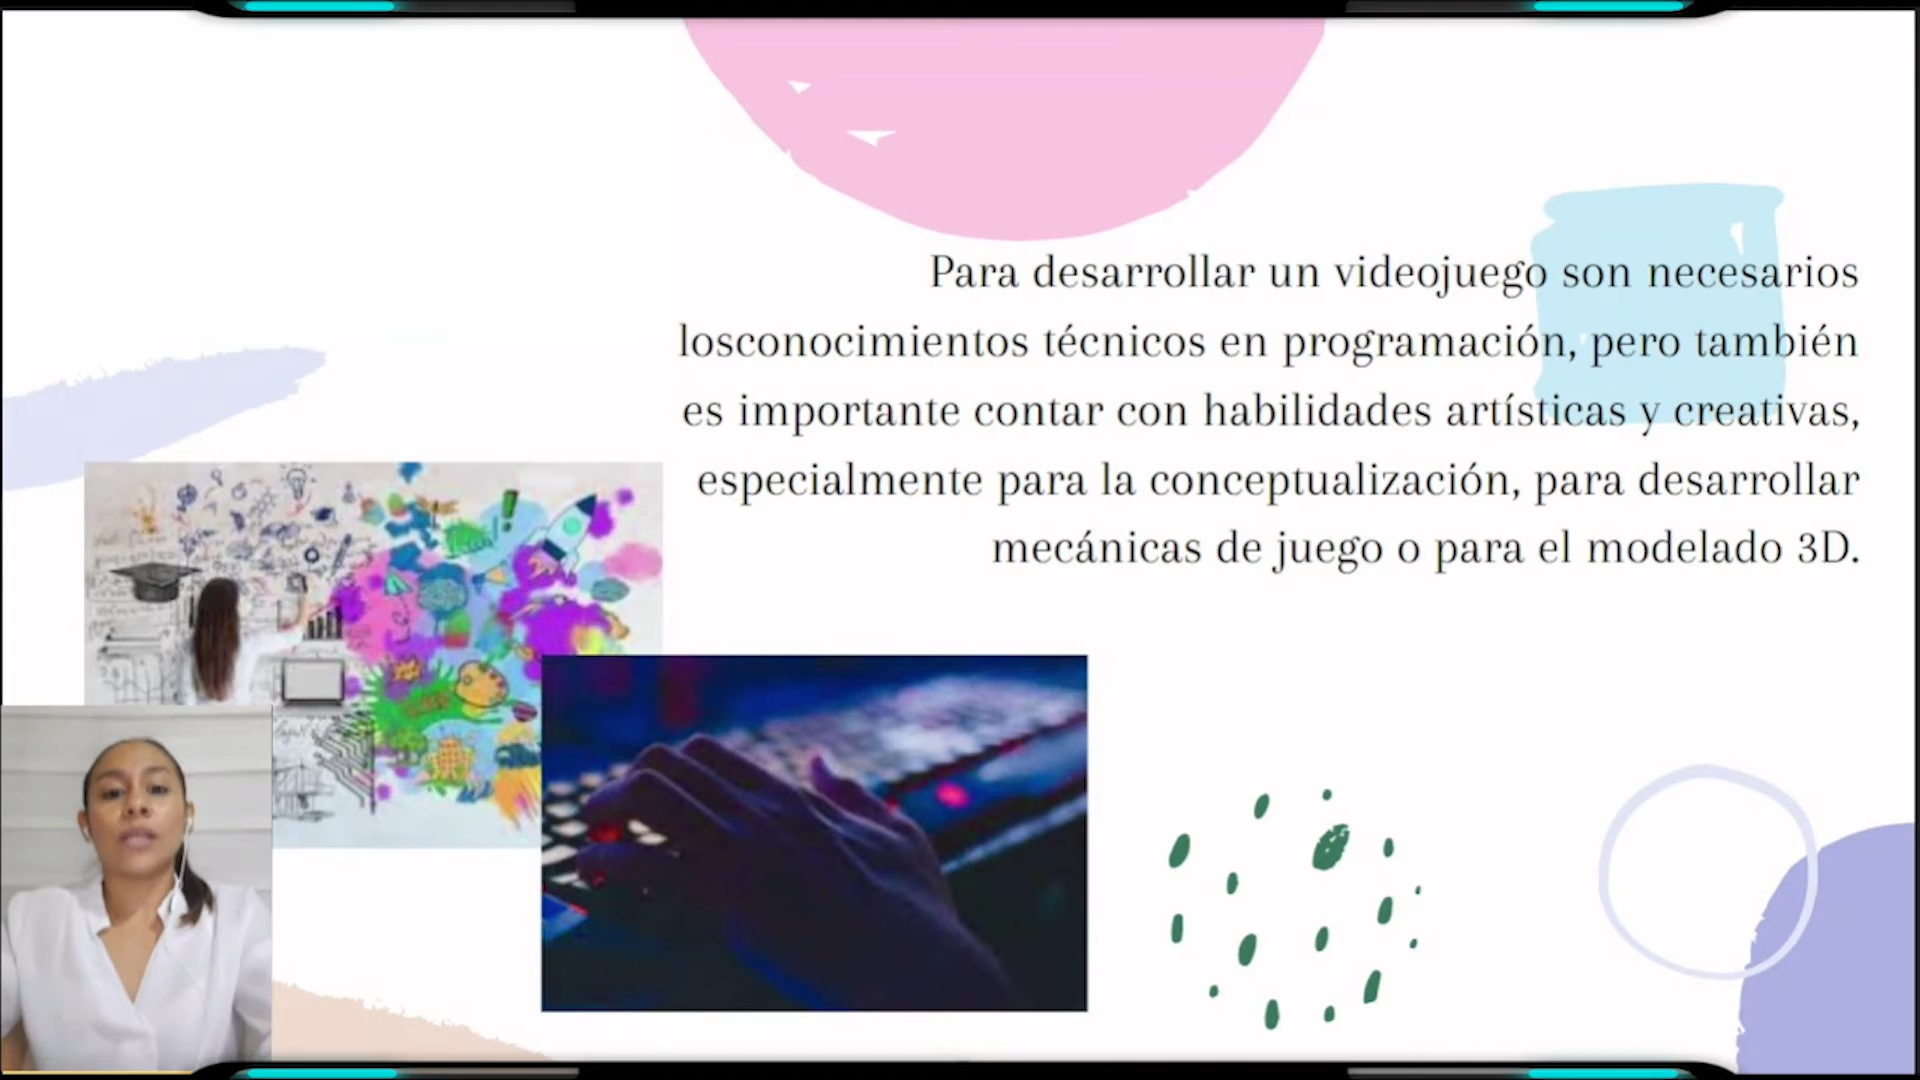 Para desarrollar un videojuego son necesarios
losconocimientos técnicos en programación, pero también
es importante contar con habilidades artísticas y creativas,
especialmente para la conceptualización, para desarrollar
mecánicas de juego o para el modelado 3D.